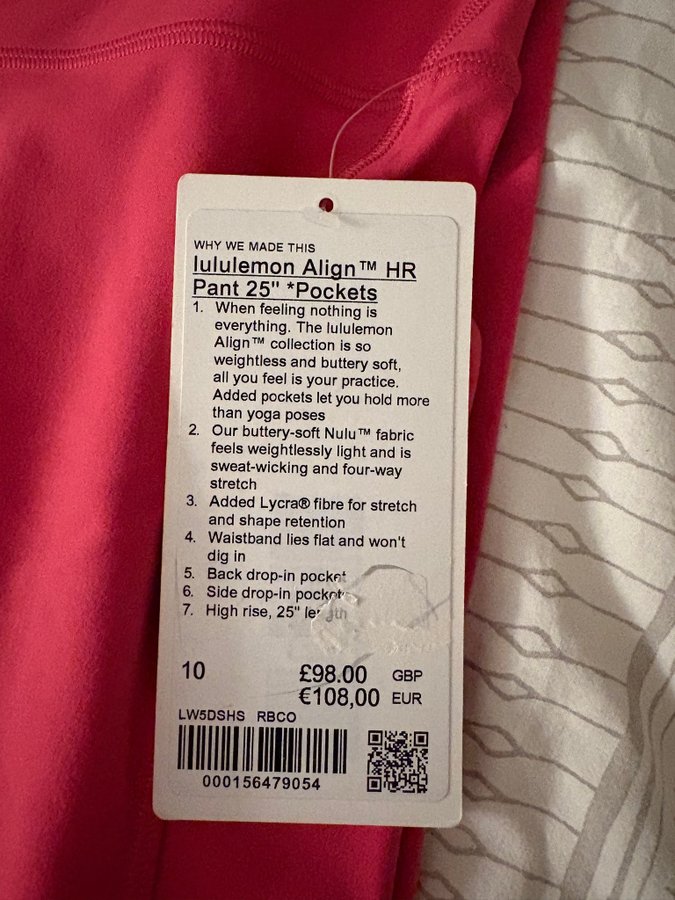 WHY WE MADE THIS
lululemon Align™ HR
Pant 25" *Pockets
1. When feeling nothing is
everything. The lululemon
Align™ collection is so
weightless and buttery soft,
all you feel is your practice.
Added pockets let you hold more
than yoga poses
2. Our buttery-soft Nulu™ fabric
feels weightlessly light and is
sweat-wicking and four-way
stretch
3. Added Lycra® fibre for stretch
and shape retention
4. Waistband lies flat and won't
dig in
5. Back drop-in pocket
6. Side drop-in pockets
7. High rise, 25" length
10 £98.00 GBP
€108,00 EUR
LW5DSHS RBCO
000156479054